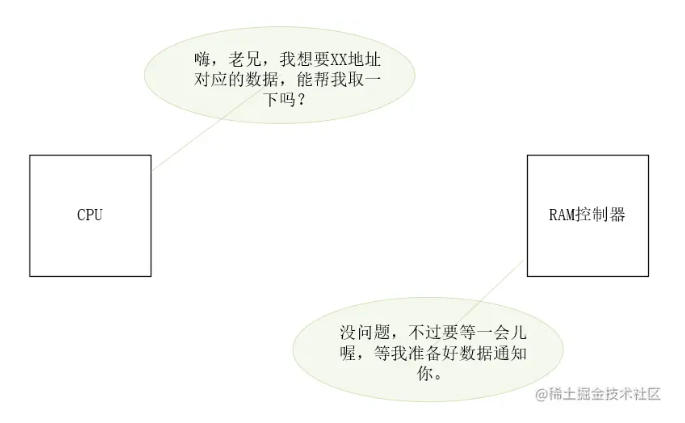 嗨，老兄，我想要XX地址
对应的数据，能帮我取一
下吗？
CPU
RAM控制器
没问题，不过要等一会儿
喔，等我准备好数据通知
你。
@稀土掘金技术社区